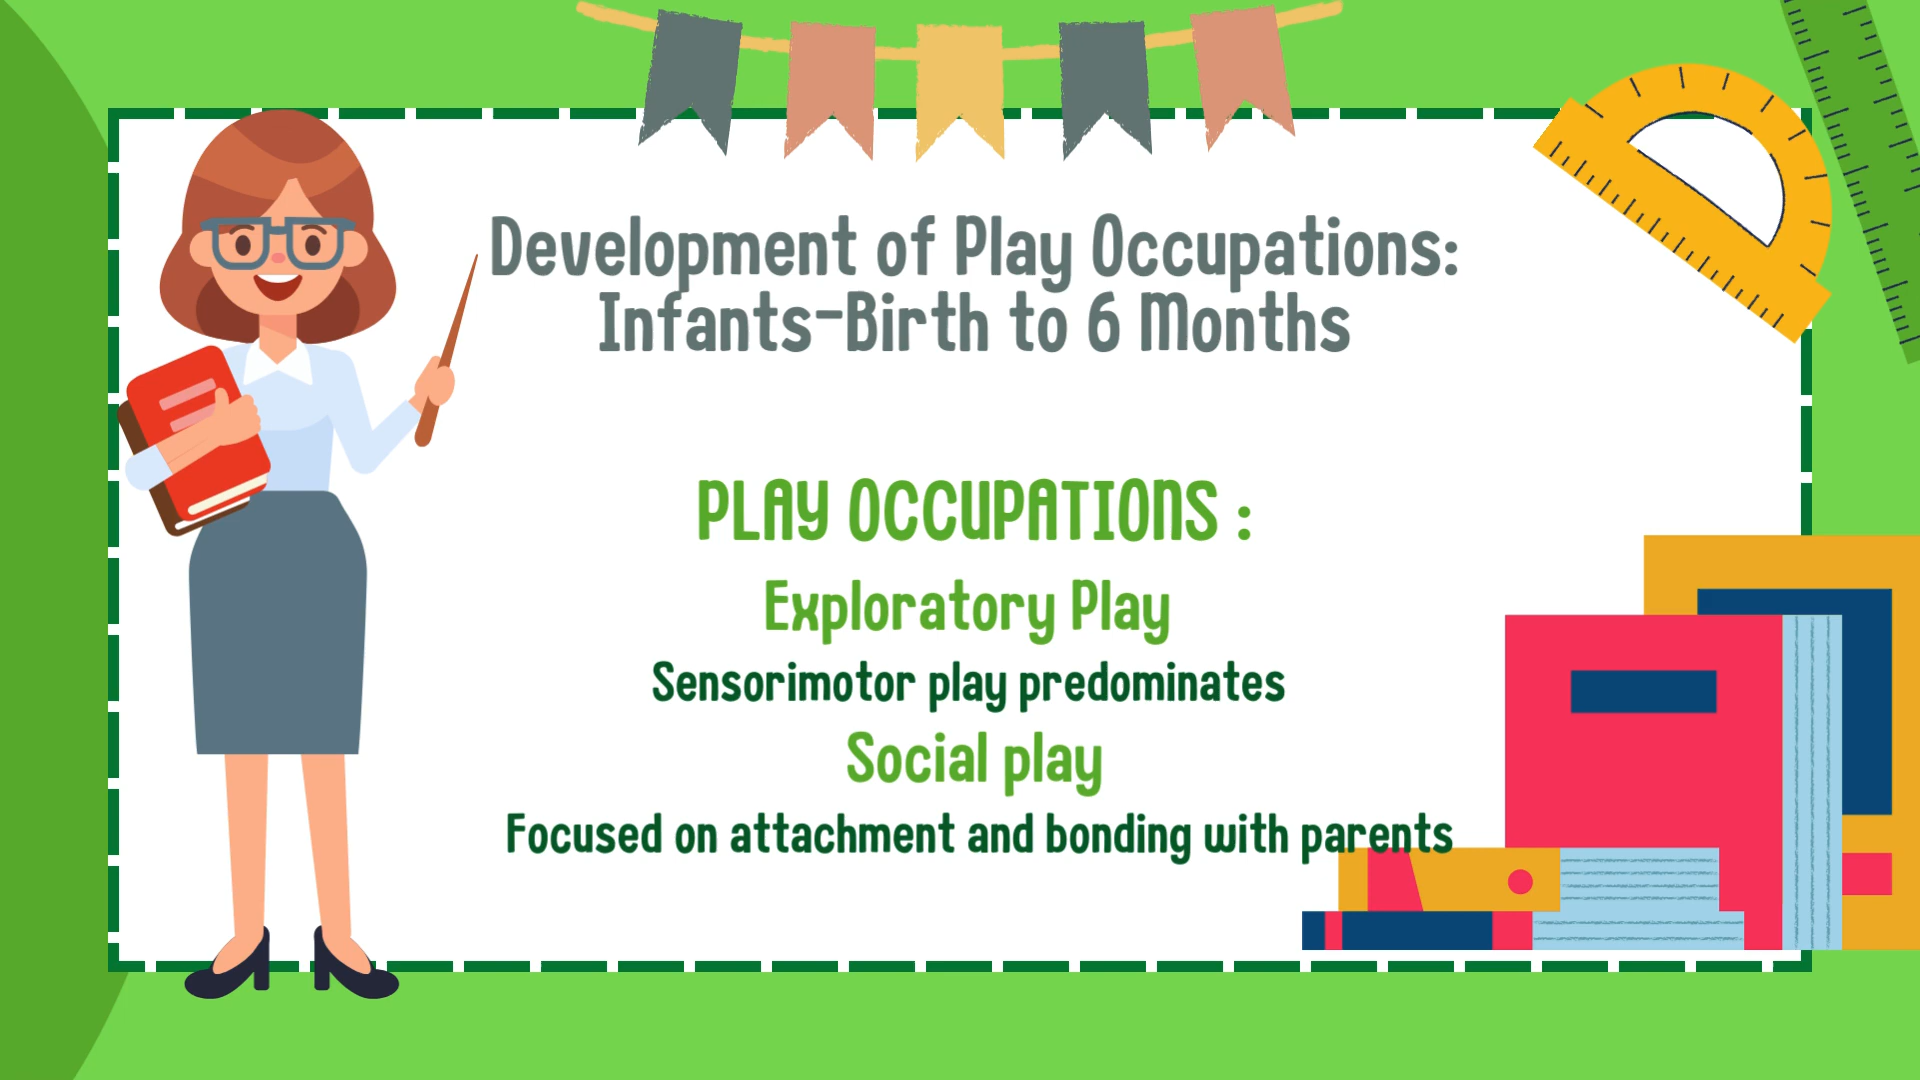 Development of Play Occupations:
Infants-Birth to 6 Months
PLAY OCCUPATIONS :
Exploratory Play
Sensorimotor play predominates
Social play
Focused on attachment and bonding with parents